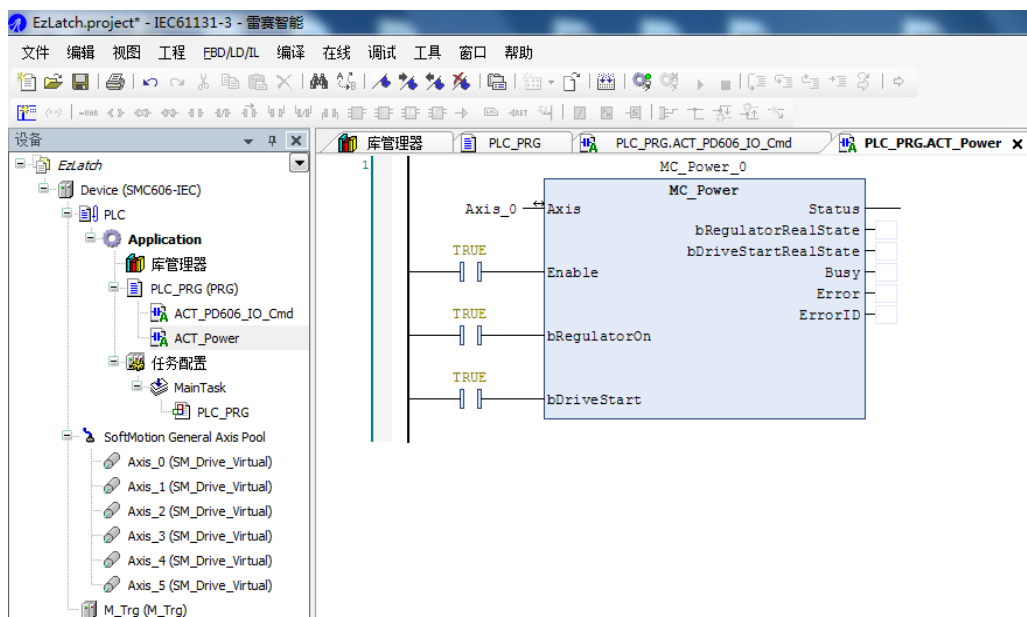 EzLatch.project* - IEC61131-3 - 雷赛智能
文件 编辑 视图 工程 FBD/LD/IL 编译 在线 调试 工具 窗口 帮助
设备
库管理器 PLC_PRG PLC_PRG.ACT_PD606_IO_Cmd PLC_PRG.ACT_Power
EzLatch
Device (SMC606-IEC)
PLC
Application
库管理器
PLC_PRG (PRG)
ACT_PD606_IO_Cmd
ACT_Power
任务配置
MainTask
PLC_PRG
SoftMotion General Axis Pool
Axis_0 (SM_Drive_Virtual)
Axis_1 (SM_Drive_Virtual)
Axis_2 (SM_Drive_Virtual)
Axis_3 (SM_Drive_Virtual)
Axis_4 (SM_Drive_Virtual)
Axis_5 (SM_Drive_Virtual)
M_Trg (M_Trg)
1
MC_Power_0
MC_Power
Axis_0 Axis Status
bRegulatorRealState
TRUE bDriveStartRealState
Enable Busy
Error
TRUE ErrorID
bRegulatorOn
TRUE
bDriveStart